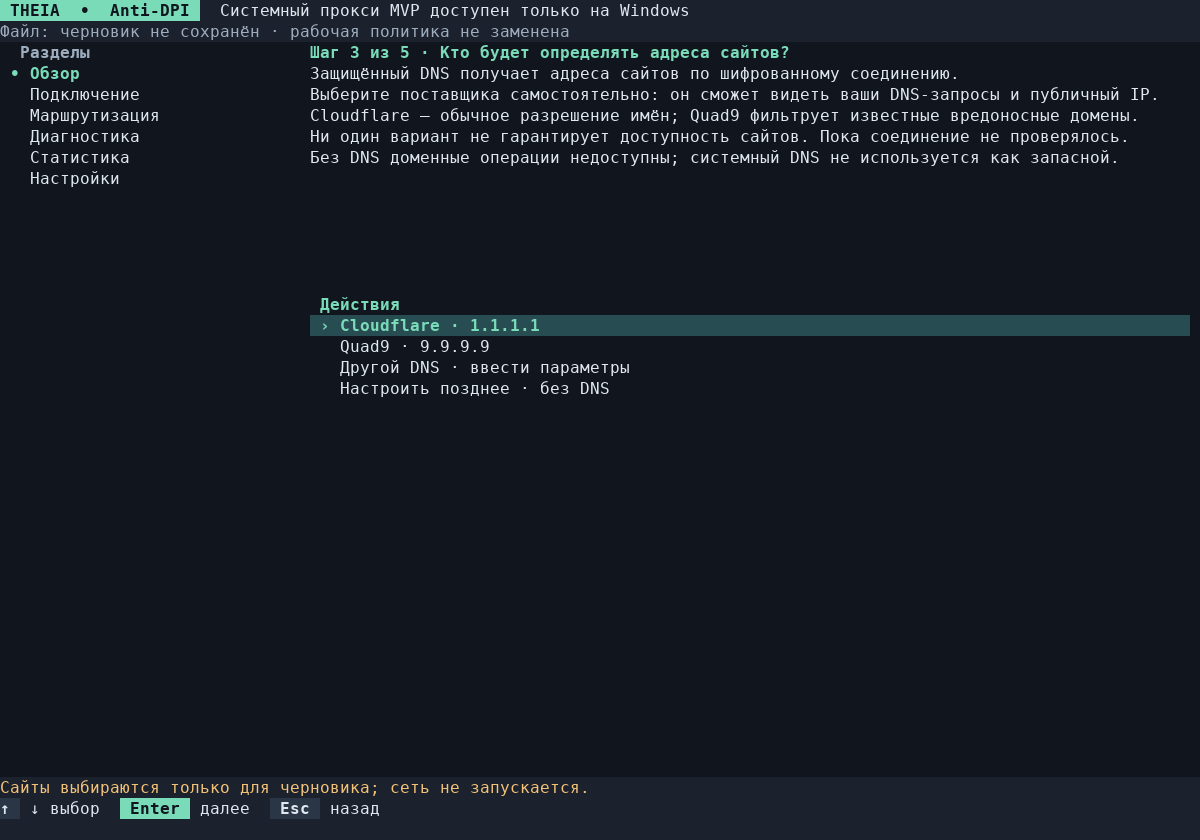 THEIA • Anti-DPI Системный прокси MVP доступен только на Windows
Файл: черновик не сохранён · рабочая политика не заменена
Разделы
• Обзор
Подключение
Маршрутизация
Диагностика
Статистика
Настройки
Шаг 3 из 5 · Кто будет определять адреса сайтов?
Защищённый DNS получает адреса сайтов по шифрованному соединению.
Выберите поставщика самостоятельно: он сможет видеть ваши DNS-запросы и публичный IP.
Cloudflare — обычное разрешение имён; Quad9 фильтрует известные вредоносные домены.
Ни один вариант не гарантирует доступность сайтов. Пока соединение не проверялось.
Без DNS доменные операции недоступны; системный DNS не используется как запасной.
Действия
› Cloudflare · 1.1.1.1
Quad9 · 9.9.9.9
Другой DNS · ввести параметры
Настроить позднее · без DNS
Сайты выбираются только для черновика; сеть не запускается.
↑ ↓ выбор Enter далее Esc назад